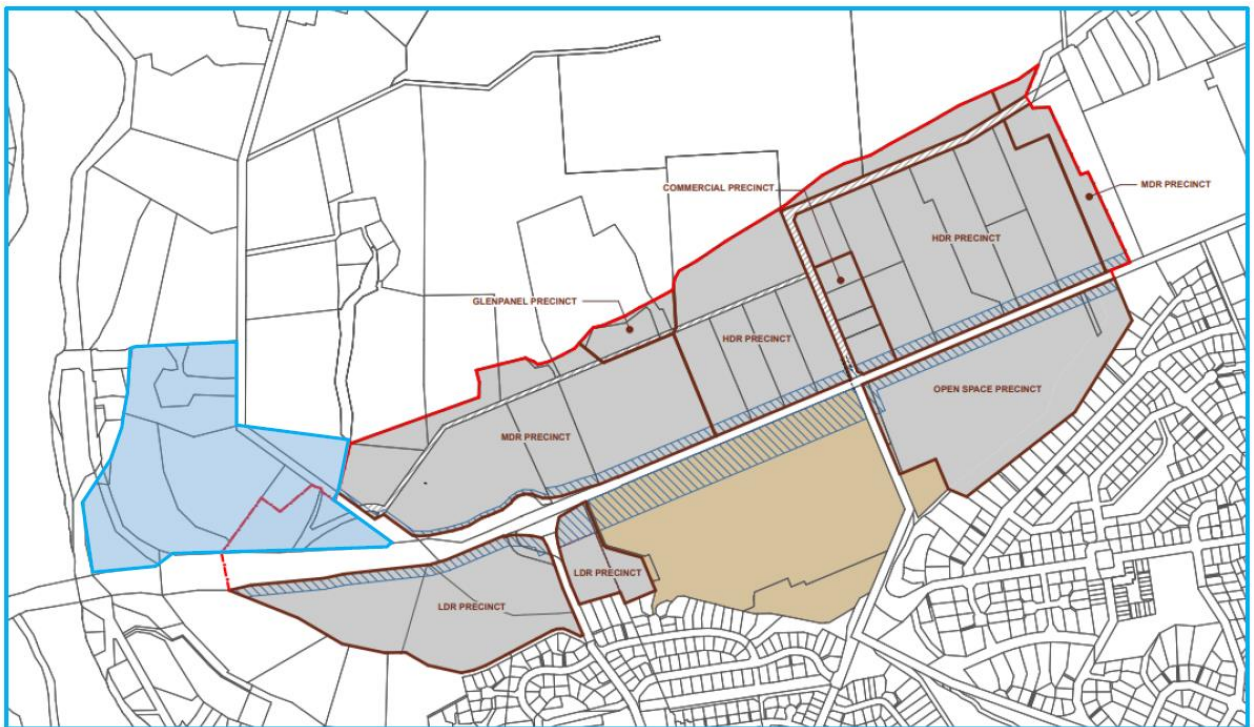 COMMERCIAL PRECINCT
MDR PRECINCT
HDR PRECINCT
GLENPANEL PRECINCT
HDR PRECINCT
OPEN SPACE PRECINCT
MDR PRECINCT
LDR PRECINCT
LDR PRECINCT